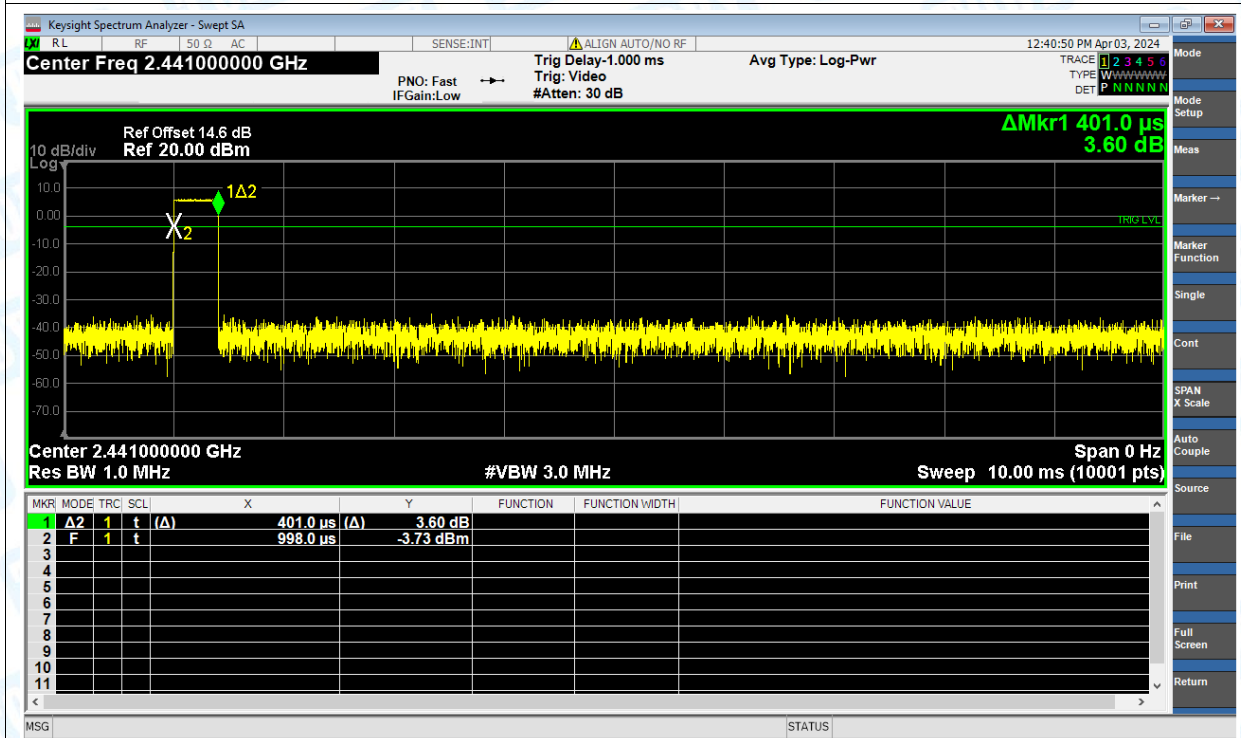 Keysight Spectrum Analyzer - Swept SA
LXI RL RF 50 Ω AC SENSE:INT ALIGN AUTO/NO RF 12:40:50 PM Apr 03, 2024
Center Freq 2.441000000 GHz
PNO: Fast
IFGain:Low
Trig Delay-1.000 ms
Trig: Video
#Atten: 30 dB
Avg Type: Log-Pwr
TRACE 1 2 3 4 5 6
TYPE WWWWWW
DET P N N N N N
ΔMkr1 401.0 µs
3.60 dB
Ref Offset 14.6 dB
10 dB/div Ref 20.00 dBm
Log
10.0
0.00
-10.0
-20.0
-30.0
-40.0
-50.0
-60.0
-70.0
1Δ2
2
TRIG LVL
Center 2.441000000 GHz Span 0 Hz
Res BW 1.0 MHz #VBW 3.0 MHz Sweep 10.00 ms (10001 pts)
MKR MODE TRC SCL X Y FUNCTION FUNCTION WIDTH FUNCTION VALUE
1 Δ2 1 t (Δ) 401.0 µs (Δ) 3.60 dB
2 F 1 t 998.0 µs -3.73 dBm
3
4
5
6
7
8
9
10
11
MSG STATUS
Mode
Mode
Setup
Meas
Marker →
Marker
Function
Single
Cont
SPAN
X Scale
Auto
Couple
Source
File
Print
Full
Screen
Return